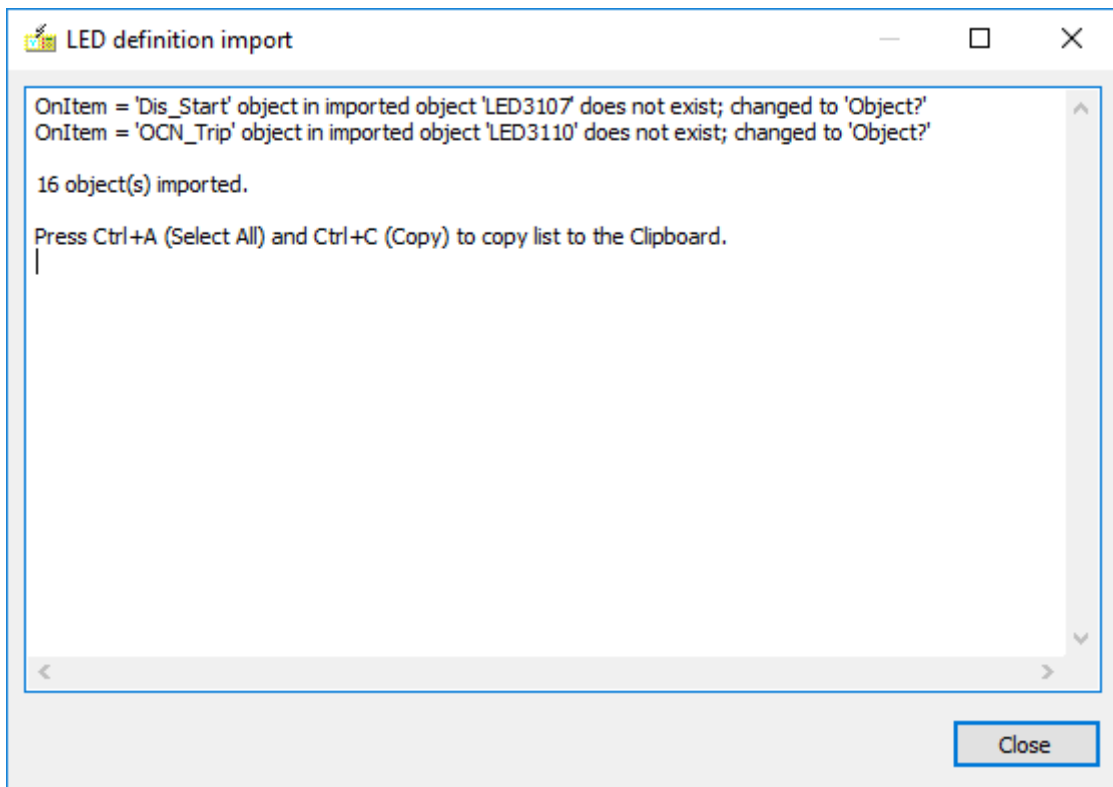 LED definition import
OnItem = 'Dis_Start' object in imported object 'LED3107' does not exist; changed to 'Object?'
OnItem = 'OCN_Trip' object in imported object 'LED3110' does not exist; changed to 'Object?'
16 object(s) imported.
Press Ctrl+A (Select All) and Ctrl+C (Copy) to copy list to the Clipboard.
Close